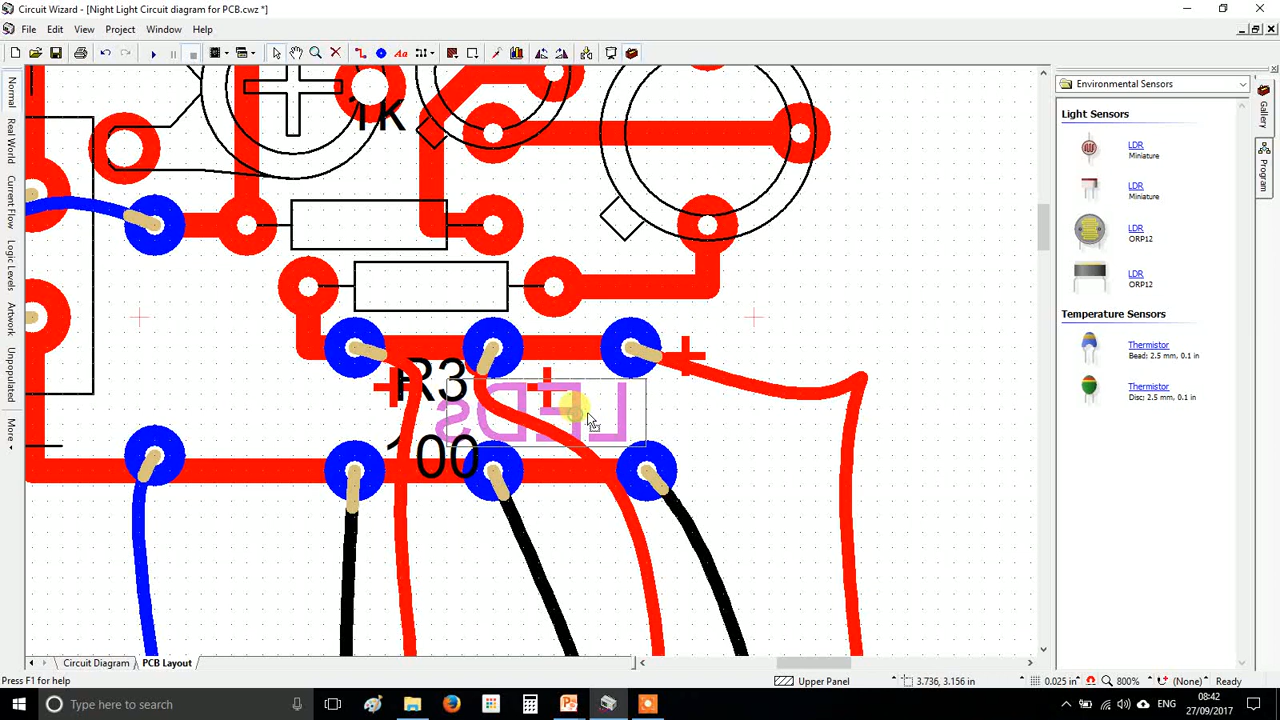 Circuit Wizard - [Night Light Circuit diagram for PCB.cwz *]
File Edit View Project Window Help
Aa
Environmental Sensors
Light Sensors
LDR
Miniature
LDR
Miniature
LDR
ORP12
LDR
ORP12
Temperature Sensors
Thermistor
Bead: 2.5 mm, 0.1 in
Thermistor
Disc: 2.5 mm, 0.1 in
Gallery
Program
Normal
Real World
Current Flow
Logic Levels
Artwork
Unpopulated
More
1k
R3
LEDs
100
Circuit Diagram PCB Layout
Press F1 for help
Upper Panel
3.736, 3.156 in
0.025 in
800%
(None)
Ready
Type here to search
ENG
08:42
27/09/2017